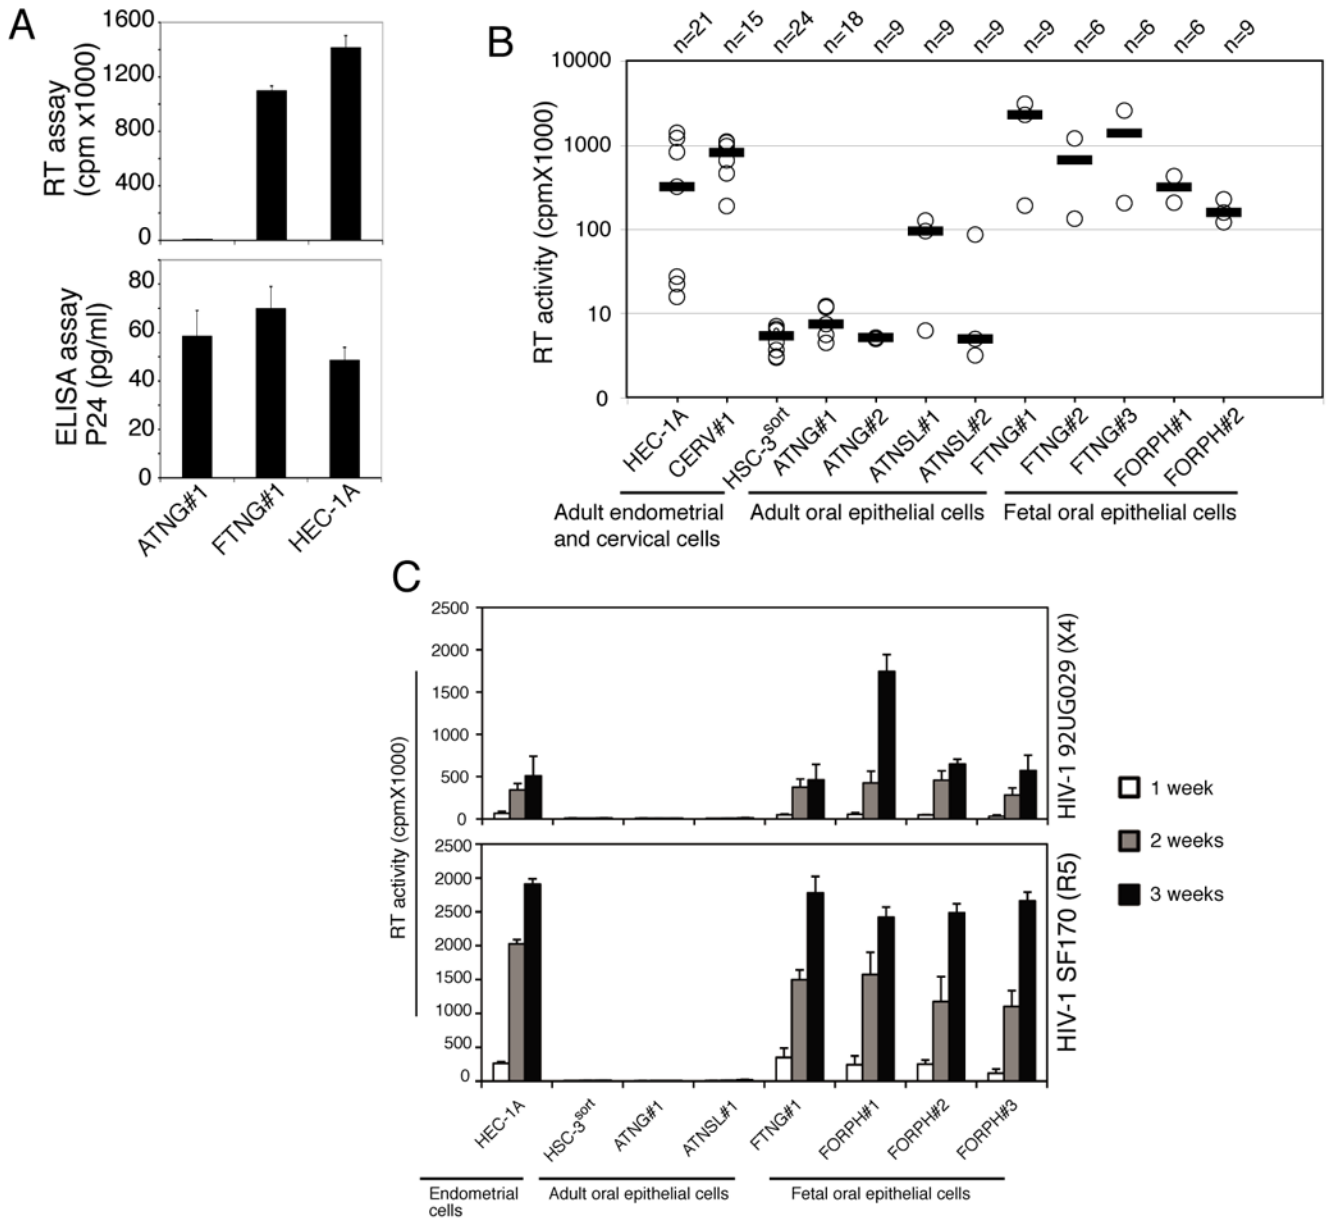 A
RT assay
(cpm x1000)
1600
1200
800
400
0
ELISA assay
P24 (pg/ml)
80
60
40
20
0
ATNG#1
FTNG#1
HEC-1A
B
n=21
n=15
n=24
n=18
n=9
n=9
n=9
n=9
n=6
n=6
n=6
n=9
RT activity (cpmX1000)
10000
1000
100
10
0
HEC-1A
CERV#1
HSC-3sort
ATNG#1
ATNG#2
ATNSL#1
ATNSL#2
FTNG#1
FTNG#2
FTNG#3
FORPH#1
FORPH#2
Adult endometrial
and cervical cells
Adult oral epithelial cells
Fetal oral epithelial cells
C
RT activity (cpmX1000)
2500
2000
1500
1000
500
0
HIV-1 92UG029 (X4)
2500
2000
2500
2000
1500
1000
500
0
HIV-1 SF170 (R5)
1 week
2 weeks
3 weeks
HEC-1A
HSC-3sort
ATNG#1
ATNSL#1
FTNG#1
FORPH#1
FORPH#2
FORPH#3
Endometrial
cells
Adult oral epithelial cells
Fetal oral epithelial cells